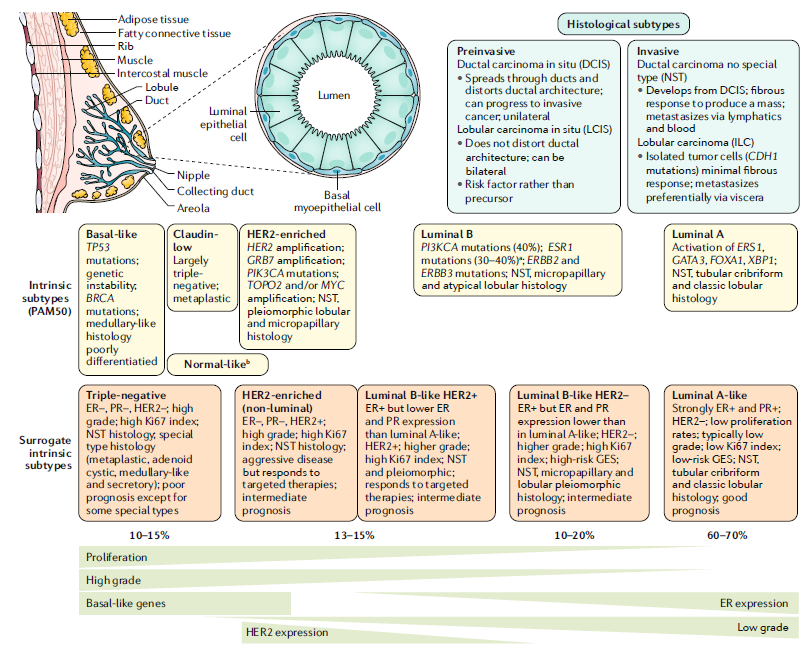 Adipose tissue
Fatty connective tissue
Rib
Muscle
Intercostal muscle
Lobule
Duct
Luminal
epithelial
cell
Lumen
Nipple
Collecting duct
Areola
Basal
myoepithelial cell
Histological subtypes
Preinvasive
Ductal carcinoma in situ (DCIS)
• Spreads through ducts and
distorts ductal architecture;
can progress to invasive
cancer; unilateral
Lobular carcinoma in situ (LCIS)
• Does not distort ductal
architecture; can be
bilateral
• Risk factor rather than
precursor
Invasive
Ductal carcinoma no special
type (NST)
• Develops from DCIS; fibrous
response to produce a mass;
metastasizes via lymphatics
and blood
Lobular carcinoma (ILC)
• Isolated tumor cells (CDH1
mutations) minimal fibrous
response; metastasizes
preferentially via viscera
Intrinsic
subtypes
(PAM50)
Basal-like
TP53
mutations;
genetic
instability;
BRCA
mutations;
medullary-like
histology
poorly
differentiatied
Claudin-
low
Largely
triple-
negative;
metaplastic
HER2-enriched
HER2 amplification;
GRB7 amplification;
PIK3CA mutations;
TOPO2 and/or MYC
amplification; NST,
pleiomorphic lobular
and micropapillary
histology
Normal-likeᵇ
Luminal B
PI3KCA mutations (40%); ESR1
mutations (30–40%)ᵃ; ERBB2 and
ERBB3 mutations; NST, micropapillary
and atypical lobular histology
Luminal A
Activation of ERS1,
GATA3, FOXA1, XBP1;
NST, tubular cribriform
and classic lobular
histology
Surrogate
intrinsic
subtypes
Triple-negative
ER–, PR–, HER2–; high
grade; high Ki67 index;
NST histology; special
type histology
(metaplastic, adenoid
cystic, medullary-like
and secretory); poor
prognosis except for
some special types
HER2-enriched
(non-luminal)
ER–, PR–, HER2+;
high grade; high Ki67
index; NST histology;
aggressive disease
but responds to
targeted therapies;
intermediate
prognosis
Luminal B-like HER2+
ER+ but lower ER
and PR expression
than luminal A-like;
HER2+; higher grade;
high Ki67 index; NST
and pleiomorphic;
responds to targeted
therapies; intermediate
prognosis
Luminal B-like HER2–
ER+ but ER and PR
expression lower than
in luminal A-like; HER2–;
higher grade; high Ki67
index; high-risk GES;
NST, micropapillary and
lobular pleiomorphic
histology; intermediate
prognosis
Luminal A-like
Strongly ER+ and PR+;
HER2–; low proliferation
rates; typically low
grade; low Ki67 index;
low-risk GES; NST,
tubular cribriform
and classic lobular
histology; good
prognosis
10–15%
13–15%
10–20%
60–70%
Proliferation
High grade
Basal-like genes
ER expression
HER2 expression
Low grade